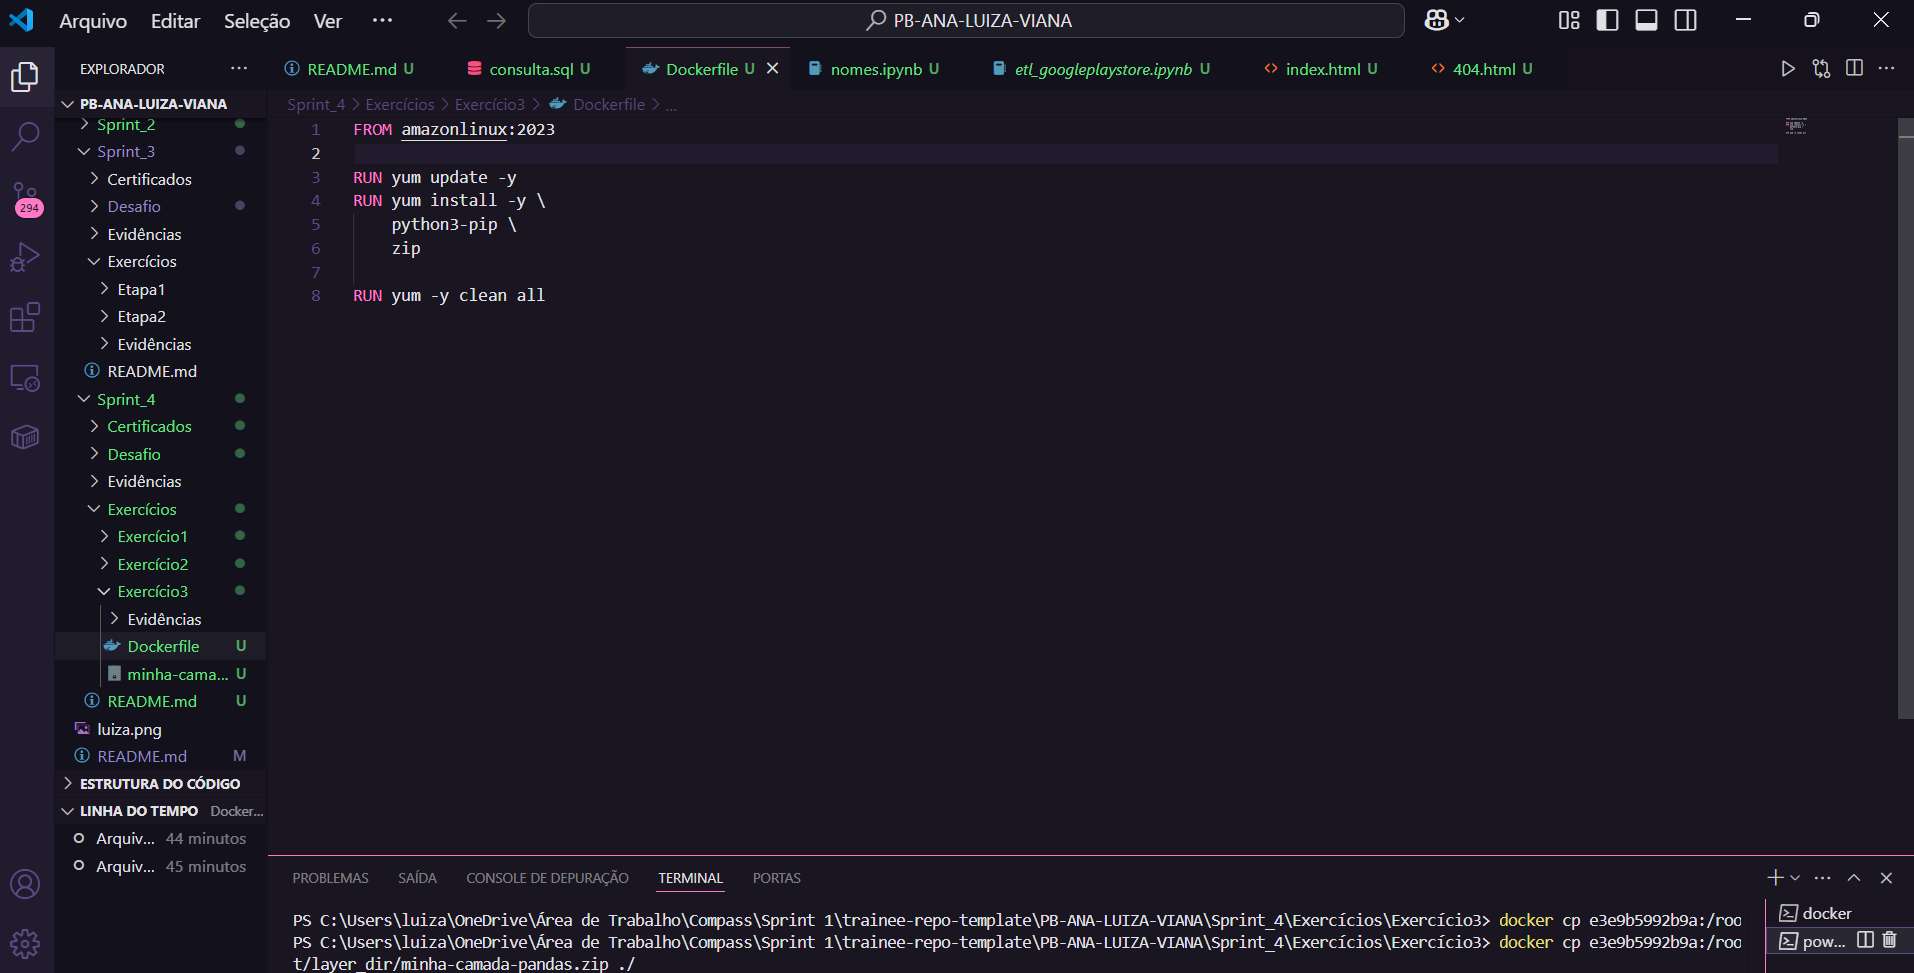 Arquivo Editar Seleção Ver ··· PB-ANA-LUIZA-VIANA
EXPLORADOR ···
README.md U consulta.sql U Dockerfile U nomes.ipynb U etl_googleplaystore.ipynb U index.html U 404.html U
Sprint_4 > Exercícios > Exercício3 > Dockerfile > ...
PB-ANA-LUIZA-VIANA
Sprint_2
Sprint_3
Certificados
Desafio
Evidências
Exercícios
Etapa1
Etapa2
Evidências
README.md
Sprint_4
Certificados
Desafio
Evidências
Exercícios
Exercício1
Exercício2
Exercício3
Evidências
Dockerfile U
minha-cama... U
README.md U
luiza.png
README.md M
ESTRUTURA DO CÓDIGO
LINHA DO TEMPO Docker...
Arquiv... 44 minutos
Arquiv... 45 minutos
294
1 FROM amazonlinux:2023
2
3 RUN yum update -y
4 RUN yum install -y \
5 python3-pip \
6 zip
7
8 RUN yum -y clean all
PROBLEMAS SAÍDA CONSOLE DE DEPURAÇÃO TERMINAL PORTAS
PS C:\Users\luiza\OneDrive\Área de Trabalho\Compass\Sprint 1\trainee-repo-template\PB-ANA-LUIZA-VIANA\Sprint_4\Exercícios\Exercício3> docker cp e3e9b5992b9a:/roo
PS C:\Users\luiza\OneDrive\Área de Trabalho\Compass\Sprint 1\trainee-repo-template\PB-ANA-LUIZA-VIANA\Sprint_4\Exercícios\Exercício3> docker cp e3e9b5992b9a:/roo
t/layer_dir/minha-camada-pandas.zip ./
docker
pow...